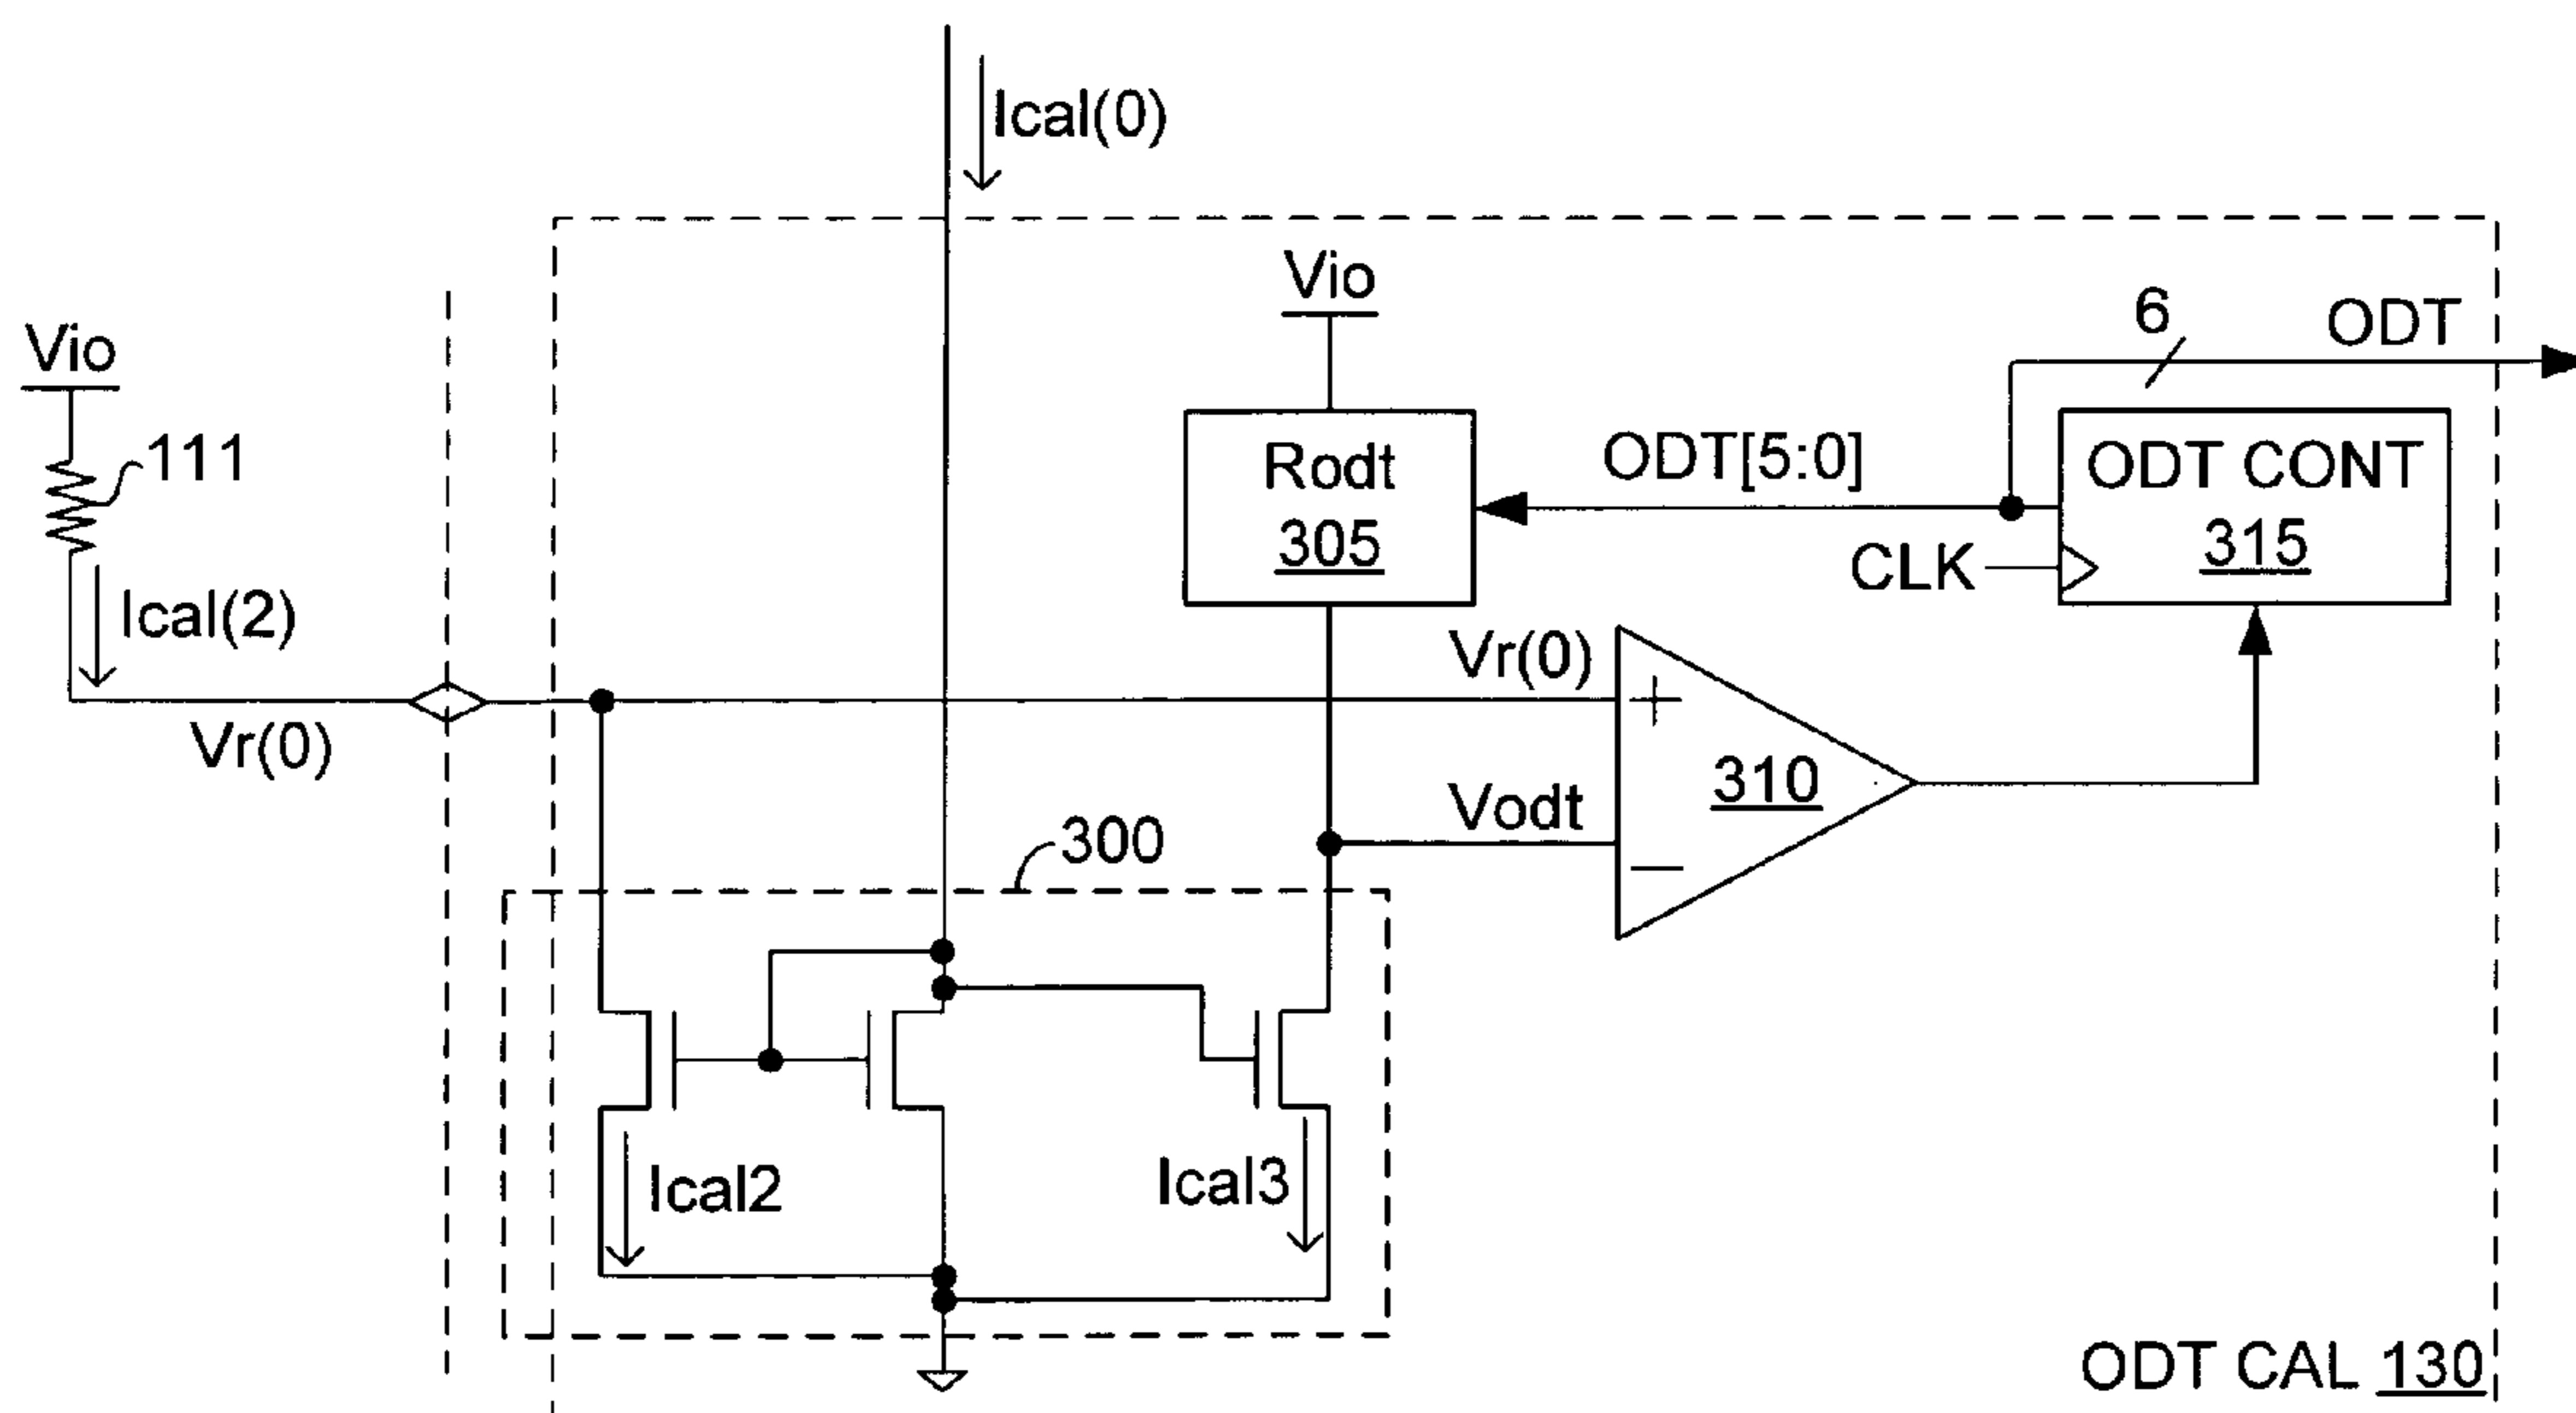 Ical(0)
Vio
6
ODT
Vio
111
Rodt
305
ODT[5:0]
ODT CONT
315
CLK
Ical(2)
Vr(0)
Vr(0)
+
310
Vodt
−
300
Ical2
Ical3
ODT CAL 130